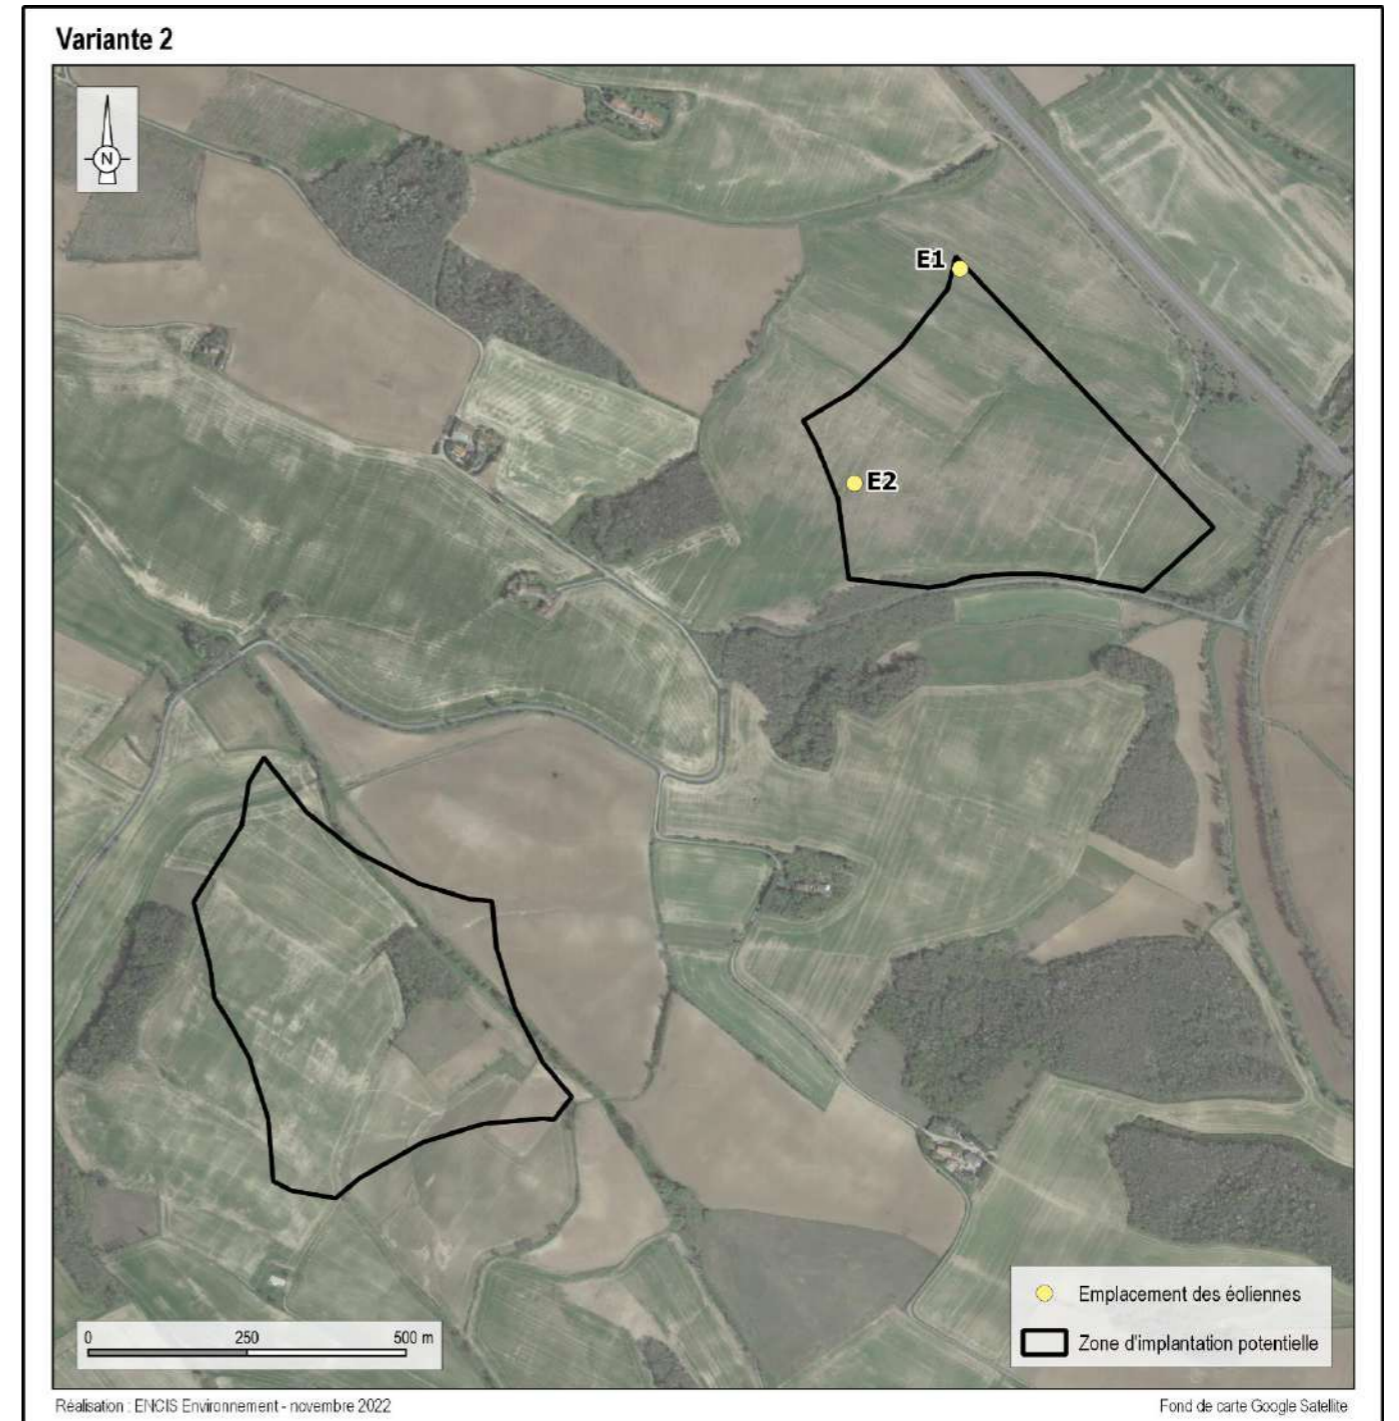 Variante 2
N
E1
E2
Emplacement des éoliennes
Zone d'implantation potentielle
0 250 500 m
Réalisation : ENCIS Environnement - novembre 2022
Fond de carte Google Satellite